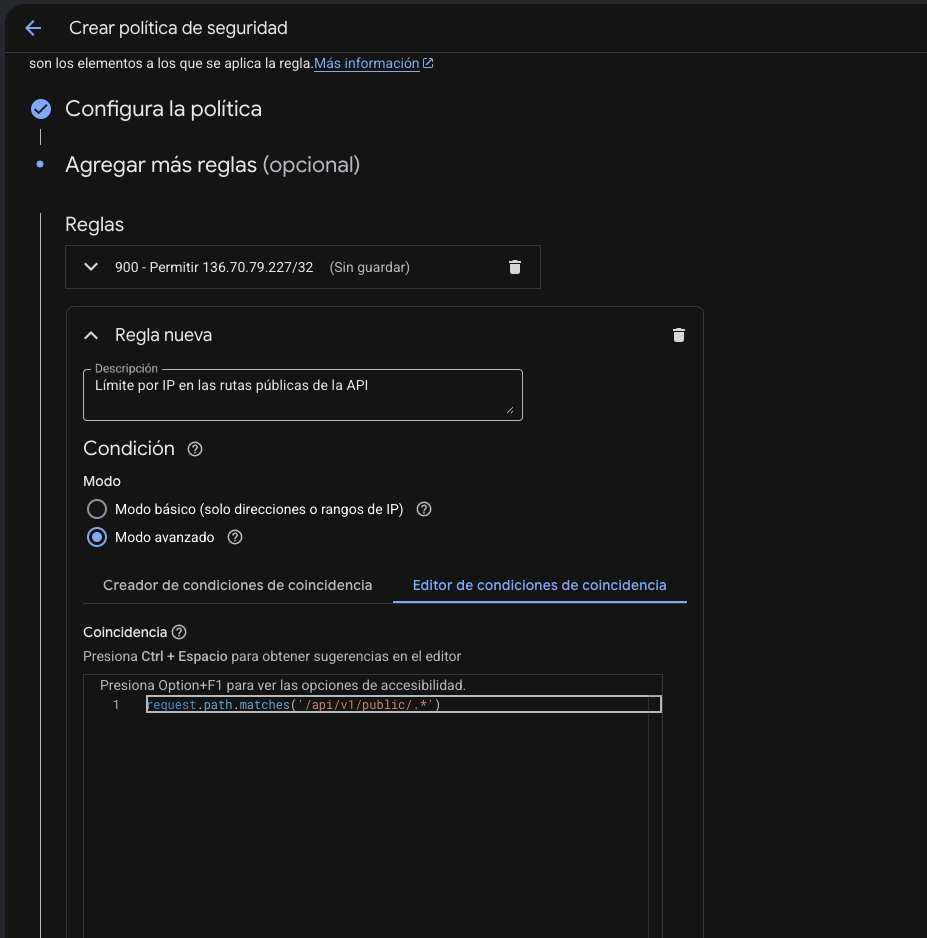 Crear política de seguridad
son los elementos a los que se aplica la regla.Más información
Configura la política
Agregar más reglas (opcional)
Reglas
900 - Permitir 136.70.79.227/32 (Sin guardar)
Regla nueva
Descripción
Límite por IP en las rutas públicas de la API
Condición
Modo
Modo básico (solo direcciones o rangos de IP)
Modo avanzado
Creador de condiciones de coincidencia Editor de condiciones de coincidencia
Coincidencia
Presiona Ctrl + Espacio para obtener sugerencias en el editor
Presiona Option+F1 para ver las opciones de accesibilidad.
1 request.path.matches('/api/v1/public/.*')